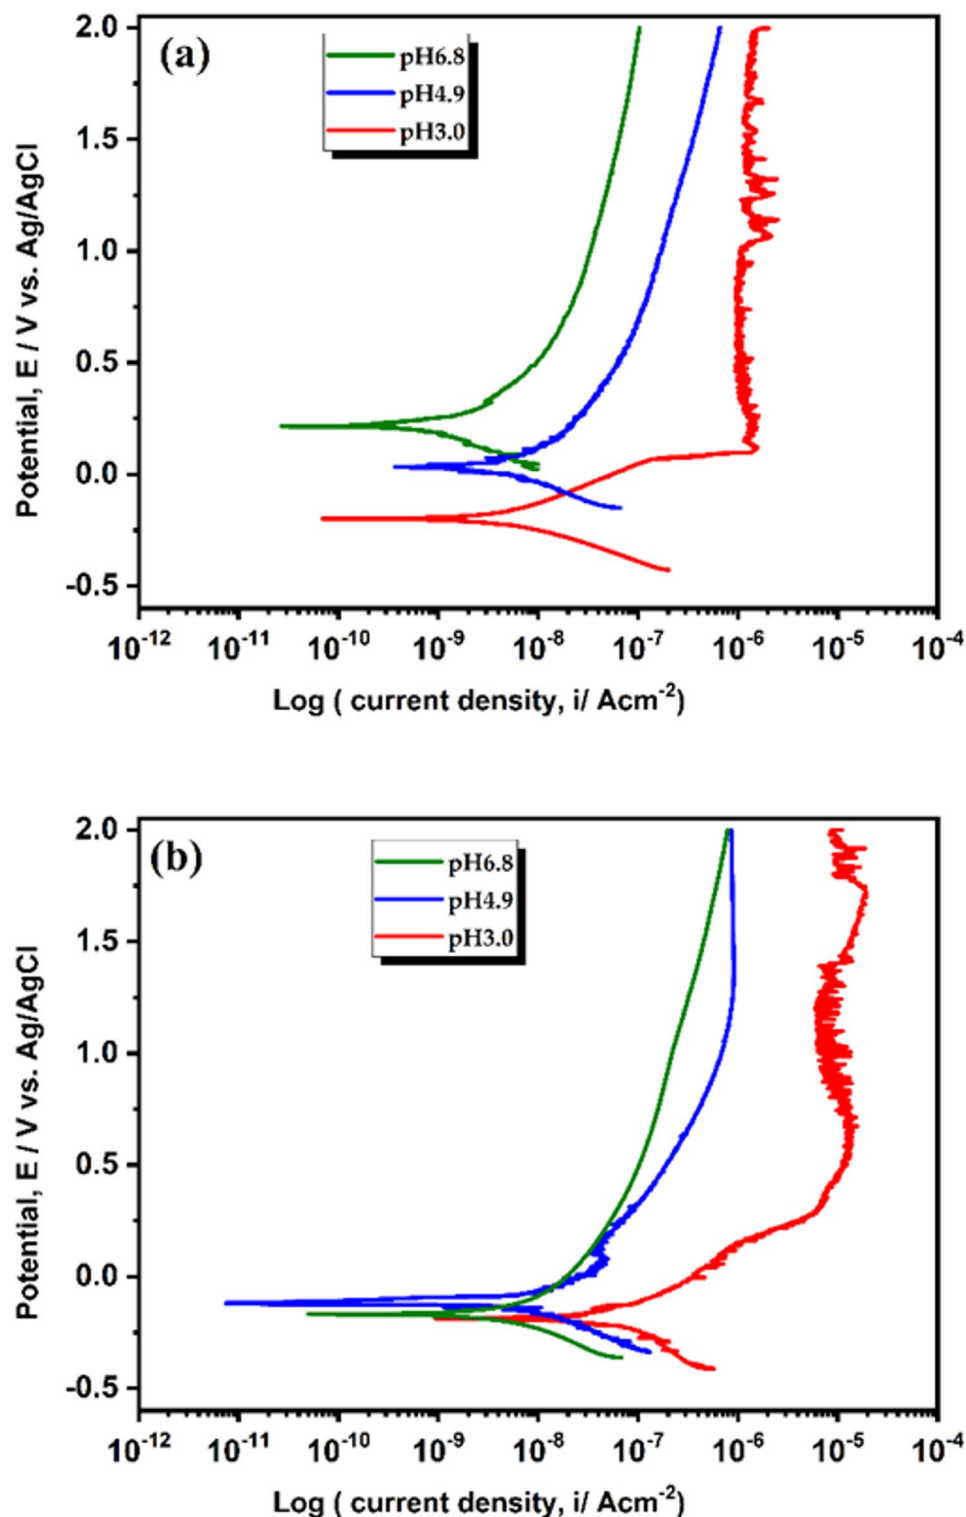 (a)
pH6.8
pH4.9
pH3.0
2.0
1.5
1.0
0.5
0.0
-0.5
Potential, E / V vs. Ag/AgCl
10-12 10-11 10-10 10-9 10-8 10-7 10-6 10-5 10-4
Log ( current density, i/ Acm-2)
(b)
pH6.8
pH4.9
pH3.0
2.0
1.5
1.0
0.5
0.0
-0.5
Potential, E / V vs. Ag/AgCl
10-12 10-11 10-10 10-9 10-8 10-7 10-6 10-5 10-4
Log ( current density, i/ Acm-2)